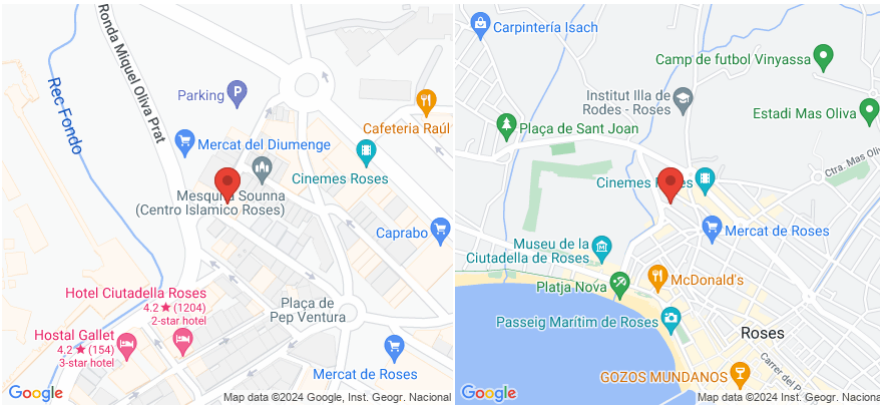 Ronda Miquel Oliva Prat
Rec Fondo
Parking
P
Cafeteria Raúl
Mercat del Diumenge
Cinemes Roses
Mesquita Sounna
(Centro Islamico Roses)
Caprabo
Hotel Ciutadella Roses
4.2 ★ (1204)
2-star hotel
Plaça de
Pep Ventura
Hostal Gallet
4.2 ★ (154)
3-star hotel
Mercat de Roses
Google
Map data ©2024 Google, Inst. Geogr. Nacional
Carpintería Isach
Camp de futbol Vinyassa
Institut Illa de
Rodes - Roses
Estadi Mas Oliva
Plaça de Sant Joan
Ctra. Mas Oliv
Cinemes Roses
Mercat de Roses
Museu de la
Ciutadella de Roses
McDonald's
Platja Nova
Passeig Marítim de Roses
Roses
Carrer del P
GOZOS MUNDANOS
Google
Map data ©2024 Google, Inst. Geogr. Naciona